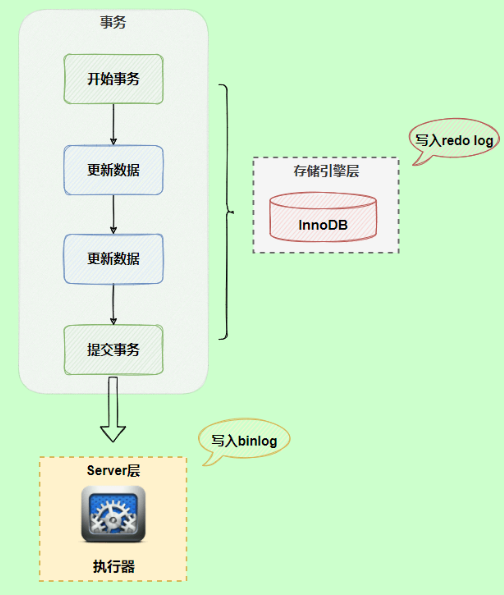 事务
开始事务
更新数据
更新数据
提交事务
写入redo log
存储引擎层
InnoDB
写入binlog
Server层
执行器